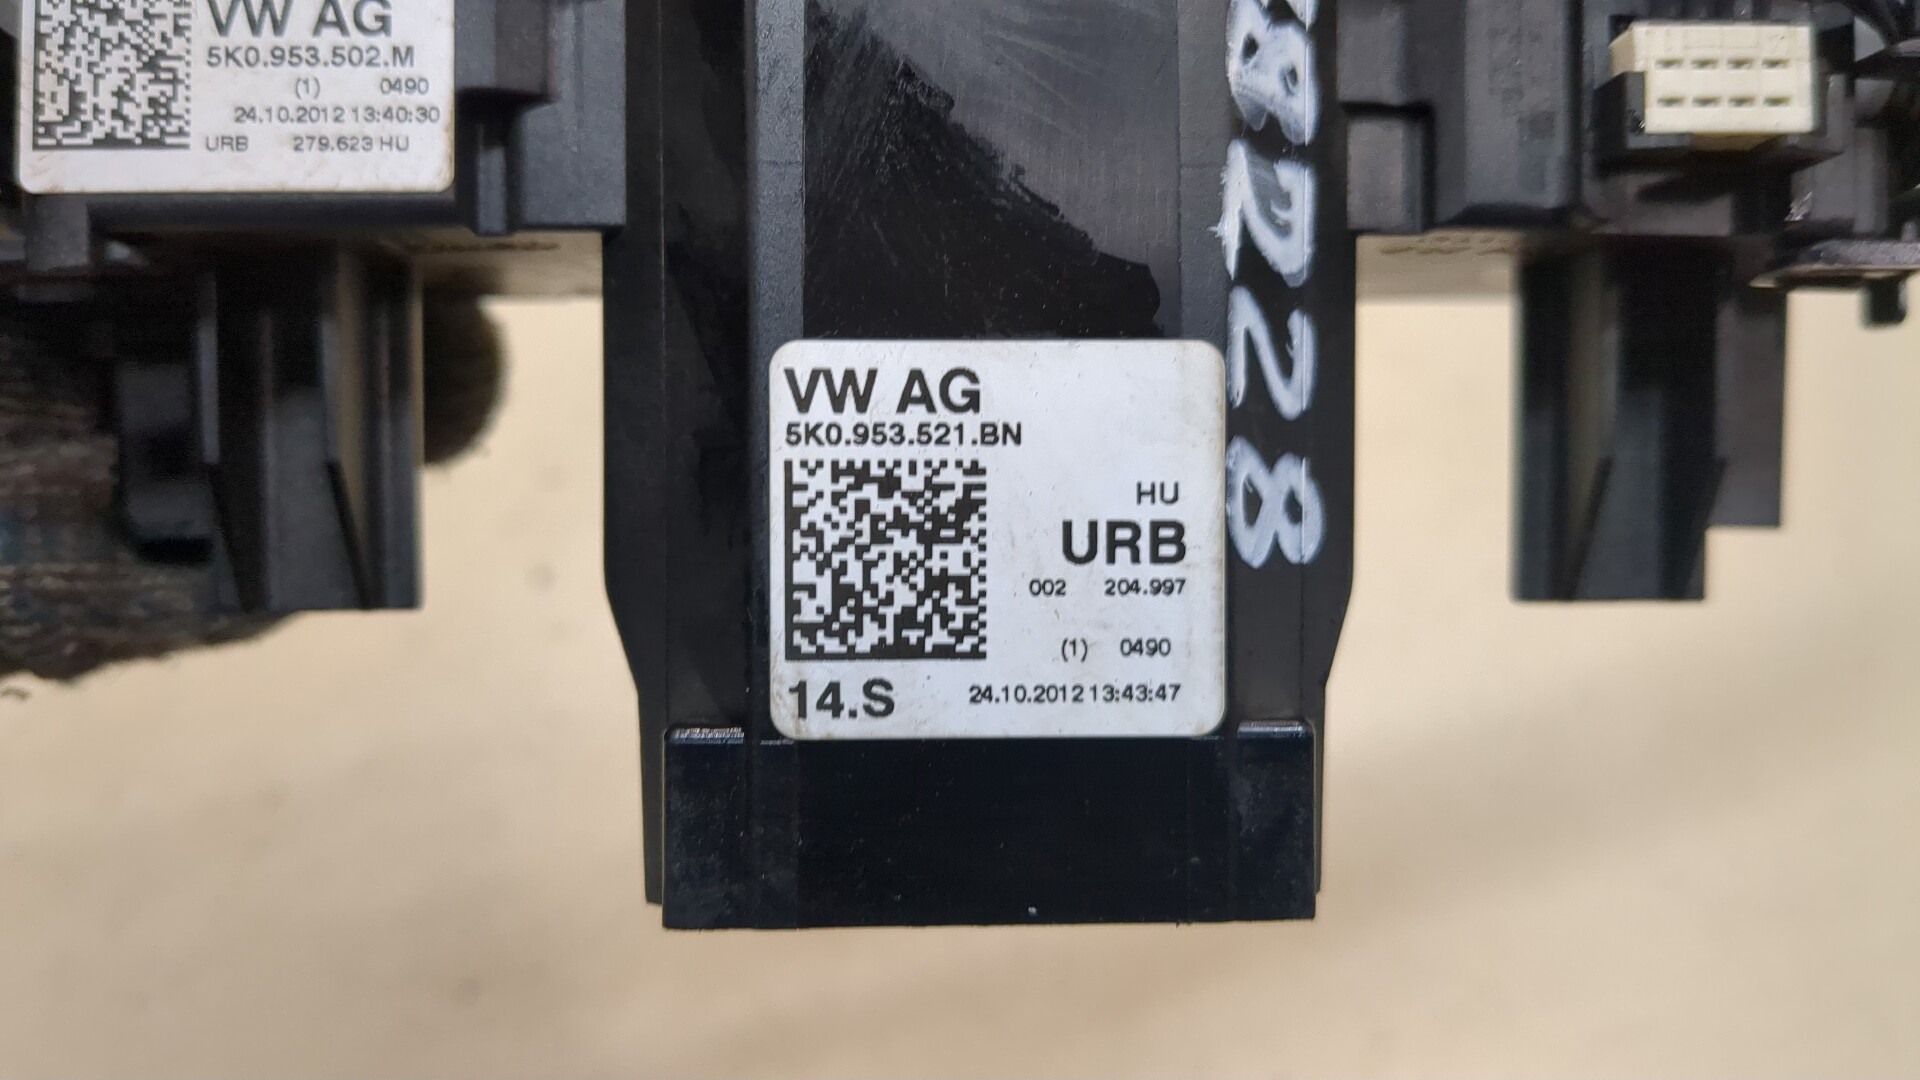 VW AG
5K0.953.502.M
(1) 0490
24.10.2012 13:40:30
URB 279.623 HU
VW AG
5K0.953.521.BN
HU
URB
002 204.997
(1) 0490
14.S 24.10.2012 13:43:47
8228